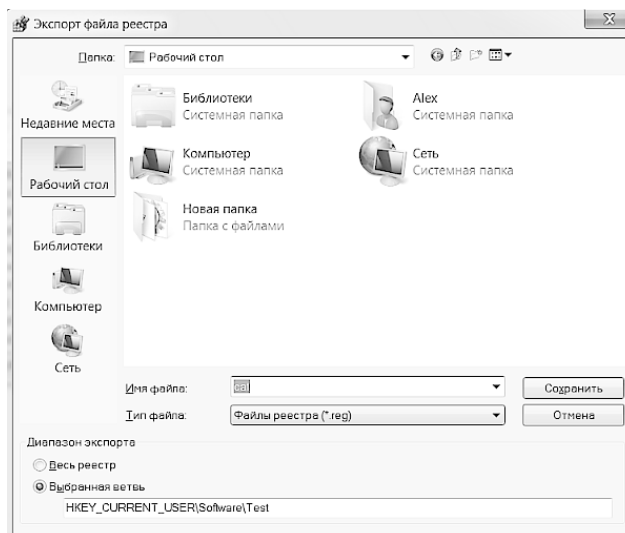 Экспорт файла реестра
Папка: Рабочий стол
Недавние места
Рабочий стол
Библиотеки
Компьютер
Сеть
Библиотеки
Системная папка
Alex
Системная папка
Компьютер
Системная папка
Сеть
Системная папка
Новая папка
Папка с файлами
Имя файла:
Сохранить
Тип файла: Файлы реестра (*.reg)
Отмена
Диапазон экспорта
Весь реестр
Выбранная ветвь
HKEY_CURRENT_USER\Software\Test